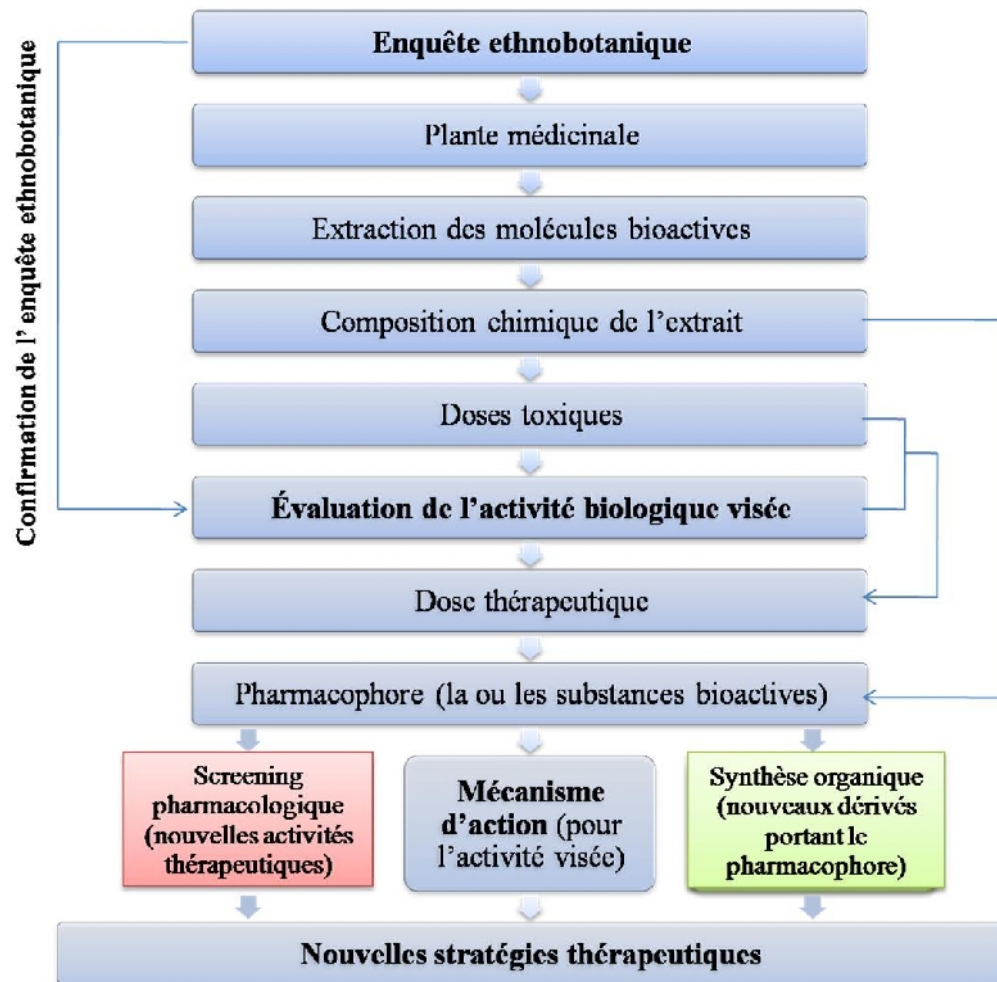 Confirmation de l' enquête ethnobotanique
Enquête ethnobotanique
Plante médicinale
Extraction des molécules bioactives
Composition chimique de l'extrait
Doses toxiques
Évaluation de l'activité biologique visée
Dose thérapeutique
Pharmacophore (la ou les substances bioactives)
Screening
pharmacologique
(nouvelles activités
thérapeutiques)
Mécanisme
d'action (pour
l'activité visée)
Synthèse organique
(nouveaux dérivés
portant le
pharmacophore)
Nouvelles stratégies thérapeutiques